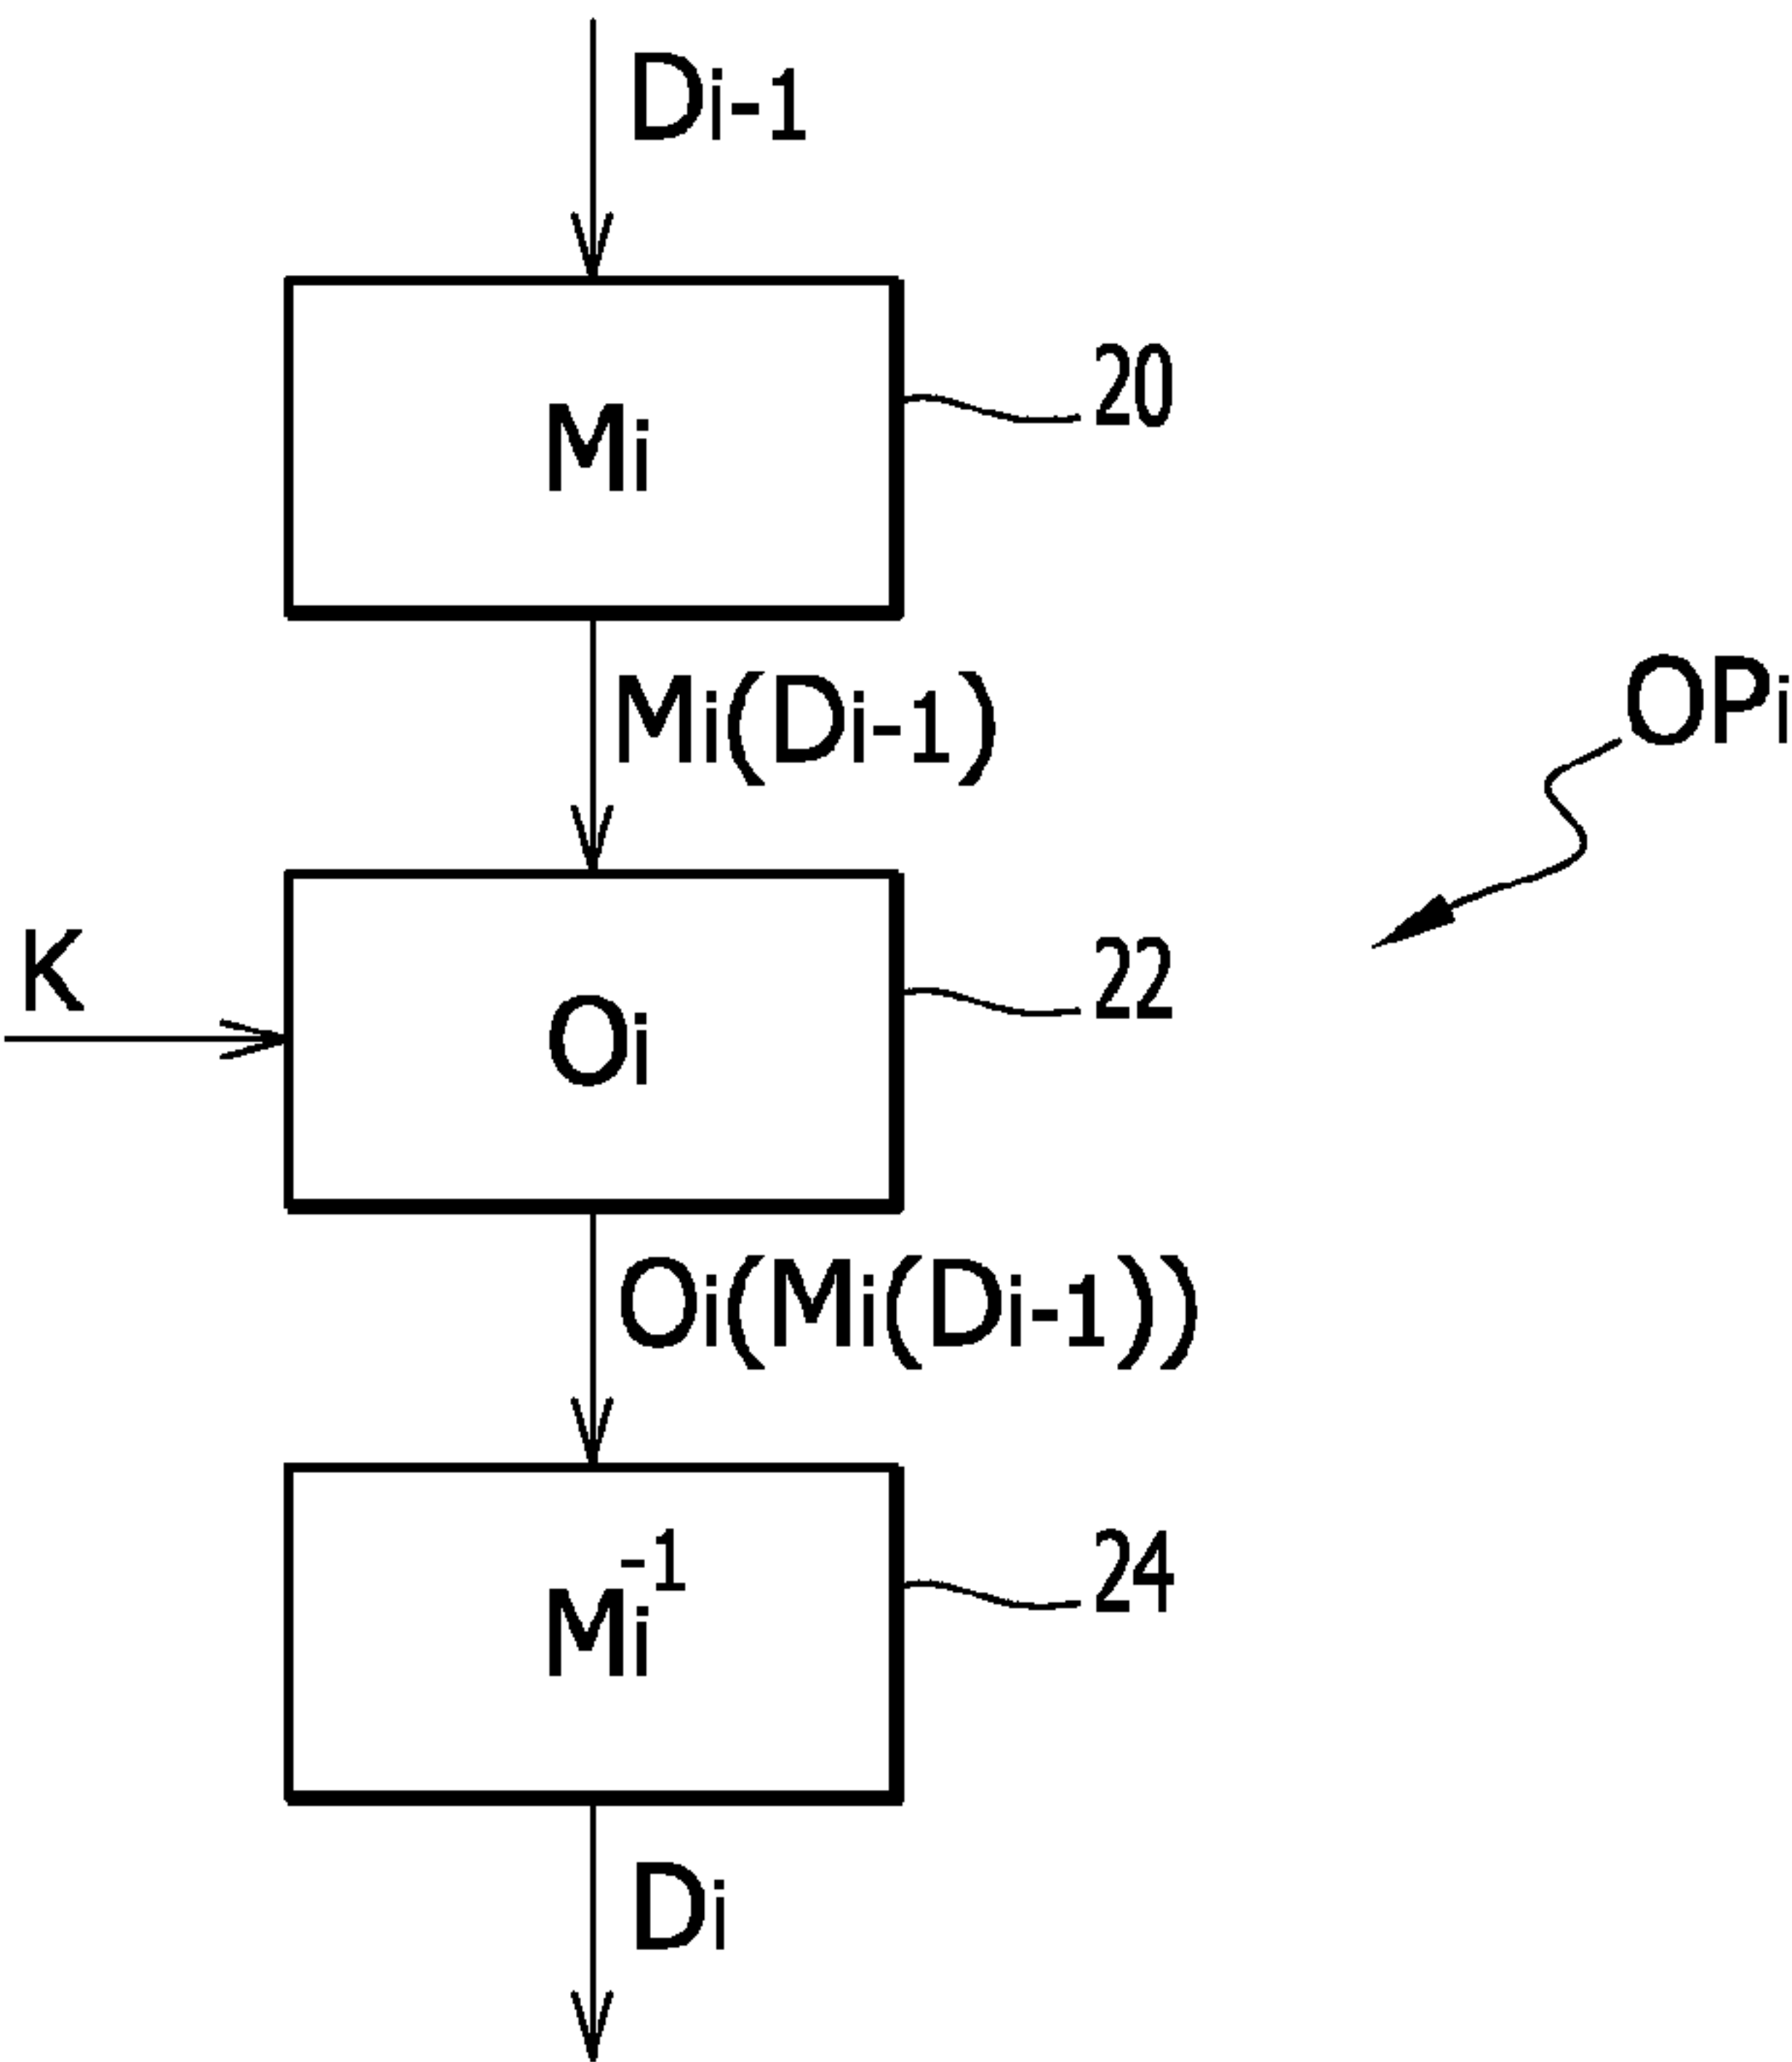 Di-1
Mi
20
Mi(Di-1)
OPi
K
Oi
22
Oi(Mi(Di-1))
Mi-1
24
Di